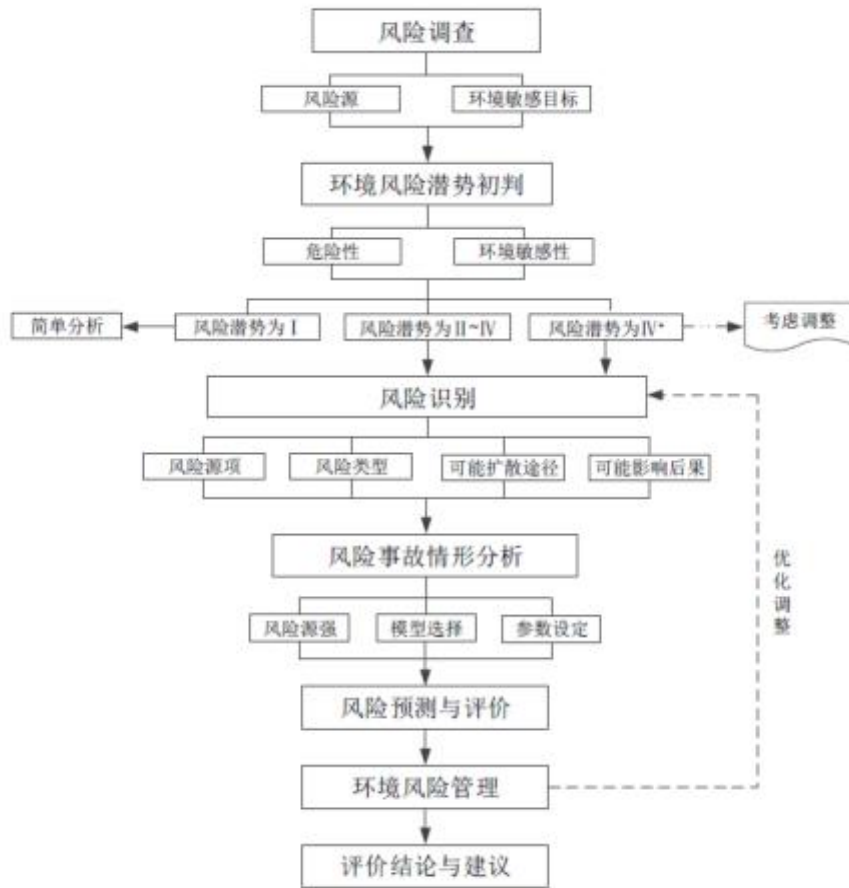 风险调查
风险源
环境敏感目标
环境风险潜势初判
危险性
环境敏感性
简单分析
风险潜势为Ⅰ
风险潜势为Ⅱ~Ⅳ
风险潜势为Ⅳ+
考虑调整
风险识别
风险源项
风险类型
可能扩散途径
可能影响后果
风险事故情形分析
优化调整
风险源强
模型选择
参数设定
风险预测与评价
环境风险管理
评价结论与建议